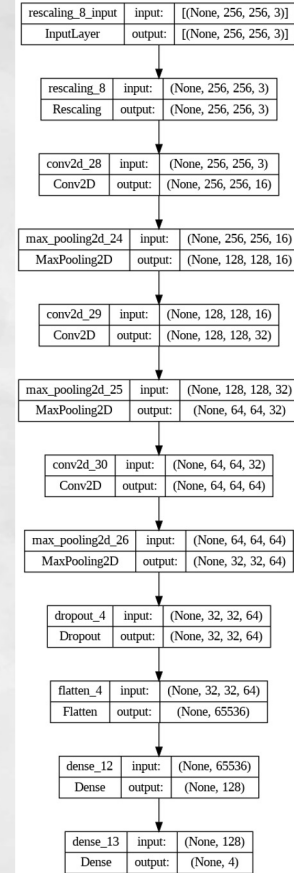 rescaling_8_input input: [(None, 256, 256, 3)]
InputLayer output: [(None, 256, 256, 3)]
rescaling_8 input: (None, 256, 256, 3)
Rescaling output: (None, 256, 256, 3)
conv2d_28 input: (None, 256, 256, 3)
Conv2D output: (None, 256, 256, 16)
max_pooling2d_24 input: (None, 256, 256, 16)
MaxPooling2D output: (None, 128, 128, 16)
conv2d_29 input: (None, 128, 128, 16)
Conv2D output: (None, 128, 128, 32)
max_pooling2d_25 input: (None, 128, 128, 32)
MaxPooling2D output: (None, 64, 64, 32)
conv2d_30 input: (None, 64, 64, 32)
Conv2D output: (None, 64, 64, 64)
max_pooling2d_26 input: (None, 64, 64, 64)
MaxPooling2D output: (None, 32, 32, 64)
dropout_4 input: (None, 32, 32, 64)
Dropout output: (None, 32, 32, 64)
flatten_4 input: (None, 32, 32, 64)
Flatten output: (None, 65536)
dense_12 input: (None, 65536)
Dense output: (None, 128)
dense_13 input: (None, 128)
Dense output: (None, 4)